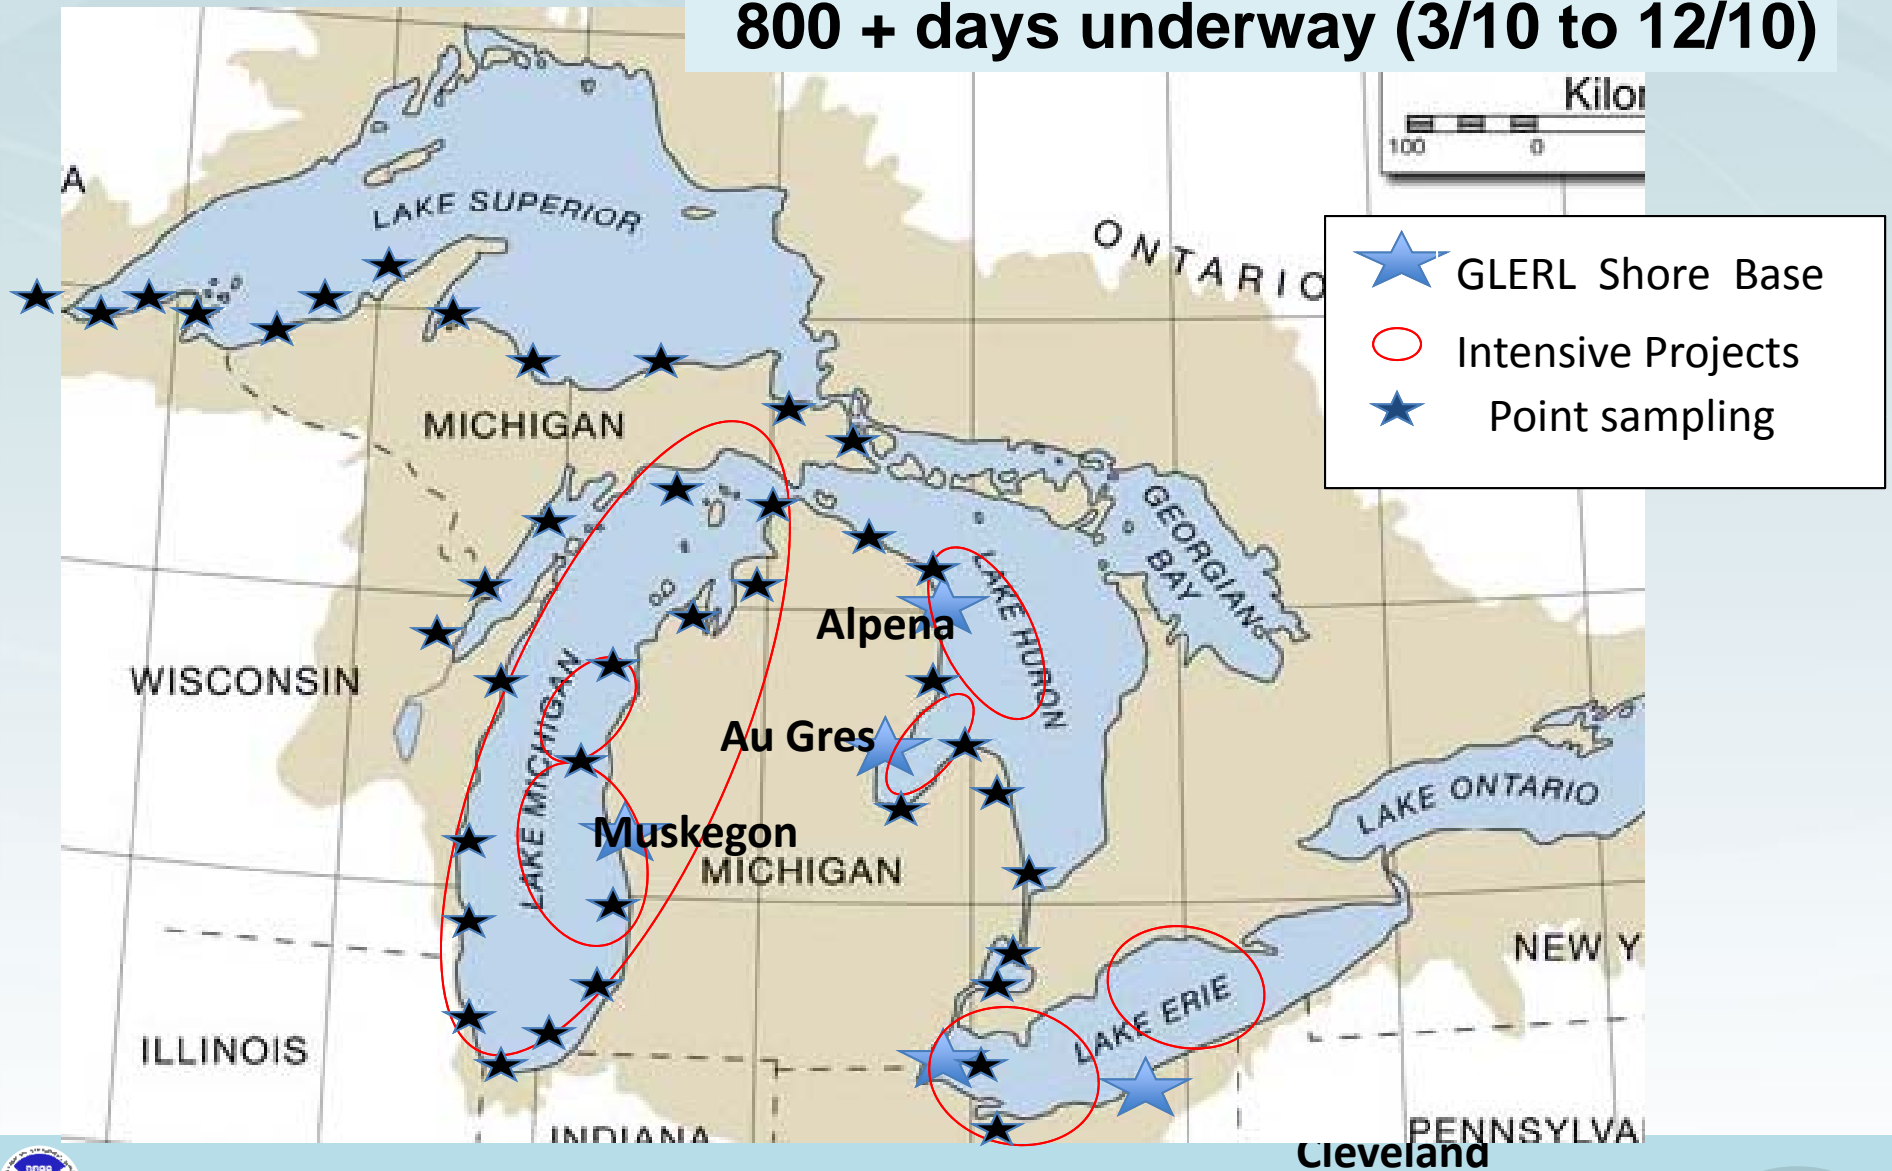 800 + days underway (3/10 to 12/10)
100
0
A
LAKE SUPERIOR
ONTARIO
GLERL Shore Base
Intensive Projects
Point sampling
MICHIGAN
GEORGIAN
BAY
LAKE HURON
Alpena
WISCONSIN
LAKE MICHIGAN
Au Gres
LAKE ONTARIO
Muskegon
MICHIGAN
NEW Y
LAKE ERIE
ILLINOIS
INDIANA
PENNSYLVA
Cleveland